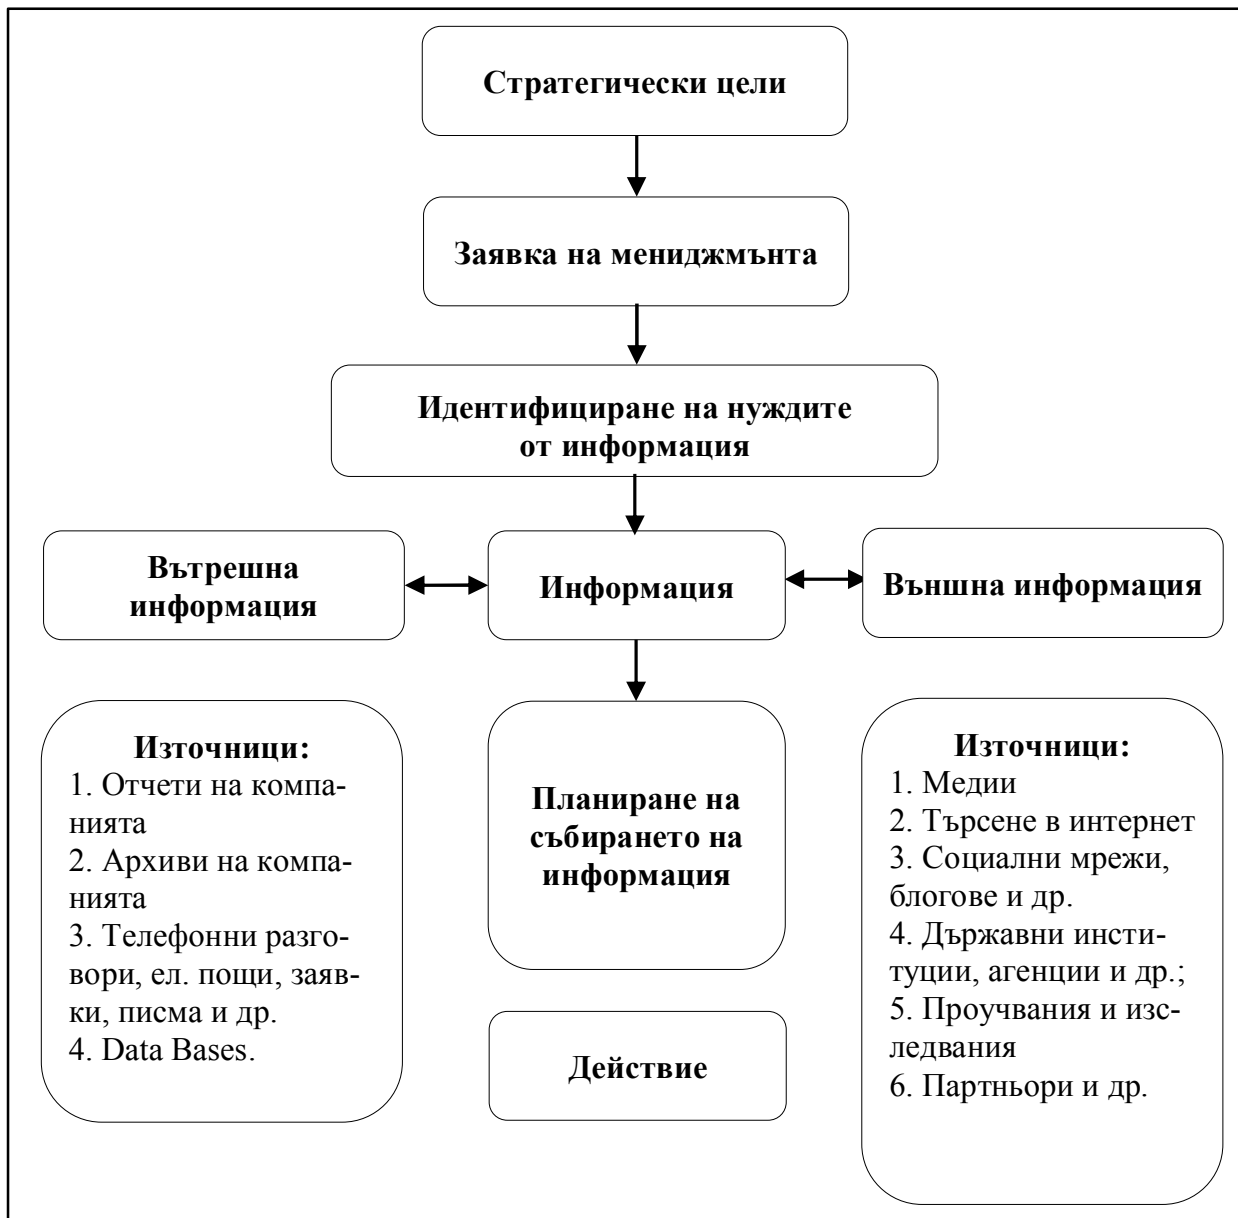 Стратегически цели
Заявка на мениджмънта
Идентифициране на нуждите
от информация
Вътрешна
информация
Информация
Външна информация
Източници:
1. Отчети на компа-
нията
2. Архиви на компа-
нията
3. Телефонни разго-
вори, ел. пощи, заяв-
ки, писма и др.
4. Data Bases.
Планиране на
събирането на
информация
Действие
Източници:
1. Медии
2. Търсене в интернет
3. Социални мрежи,
блогове и др.
4. Държавни инсти-
туции, агенции и др.;
5. Проучвания и изс-
ледвания
6. Партньори и др.